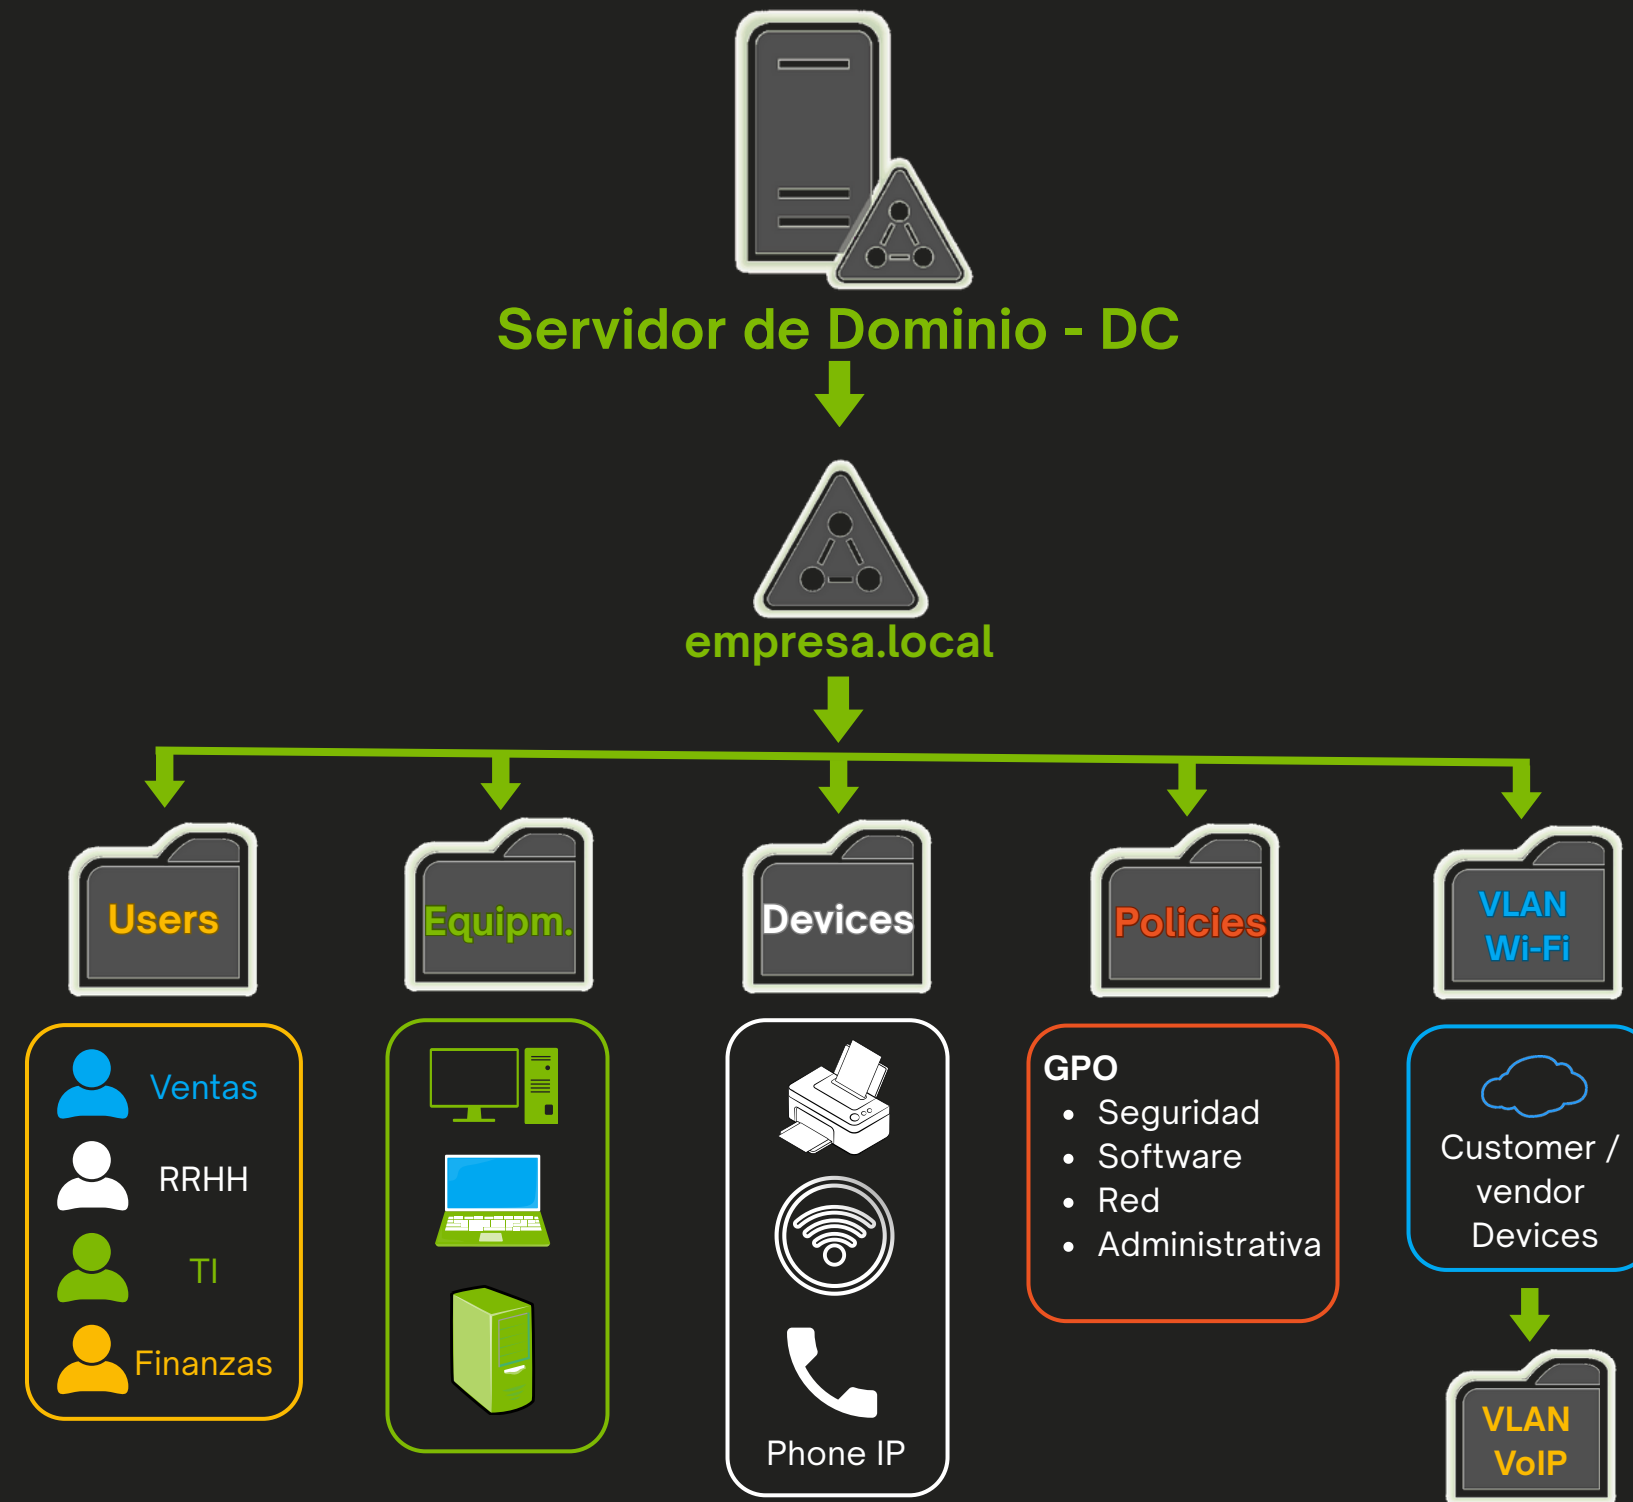 Servidor de Dominio - DC
empresa.local
Users
Equipm.
Devices
Policies
VLAN
Wi-Fi
Ventas
RRHH
TI
Finanzas
Phone IP
GPO
• Seguridad
• Software
• Red
• Administrativa
Customer /
vendor
Devices
VLAN
VoIP